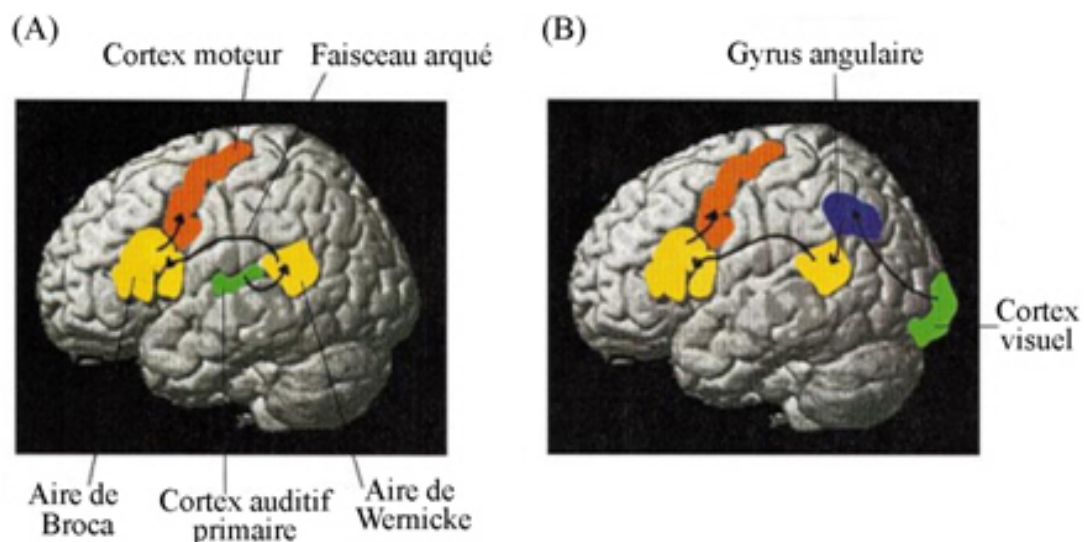 (A)
Cortex moteur
Faisceau arqué
Aire de
Broca
Cortex auditif
primaire
Aire de
Wernicke
(B)
Gyrus angulaire
Cortex
visuel